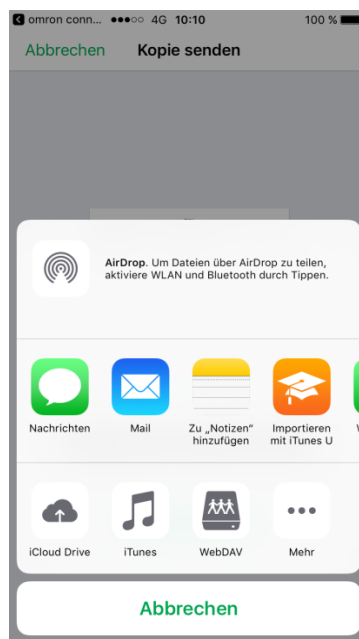 omron conn... 4G 10:10 100 %
Abbrechen Kopie senden
AirDrop. Um Dateien über AirDrop zu teilen,
aktiviere WLAN und Bluetooth durch Tippen.
Nachrichten Mail Zu „Notizen“ Importieren
hinzufügen mit iTunes U
iCloud Drive iTunes WebDAV Mehr
Abbrechen